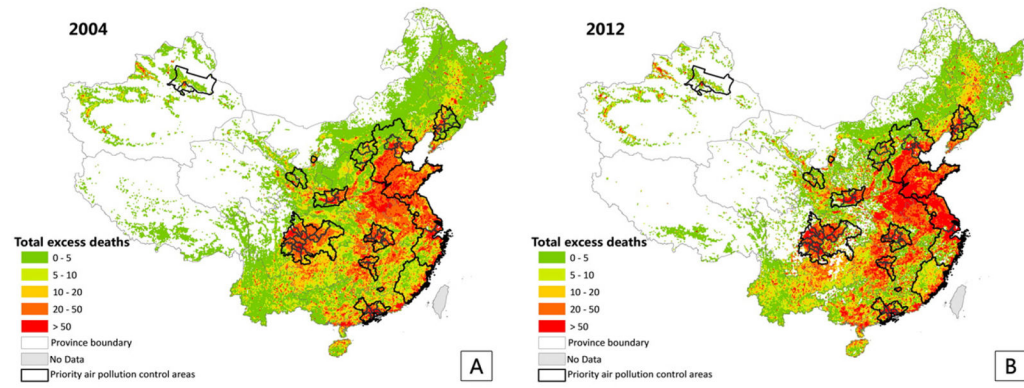 2004
Total excess deaths
0 - 5
5 - 10
10 - 20
20 - 50
> 50
Province boundary
No Data
Priority air pollution control areas
A
2012
Total excess deaths
0 - 5
5 - 10
10 - 20
20 - 50
> 50
Province boundary
No Data
Priority air pollution control areas
B